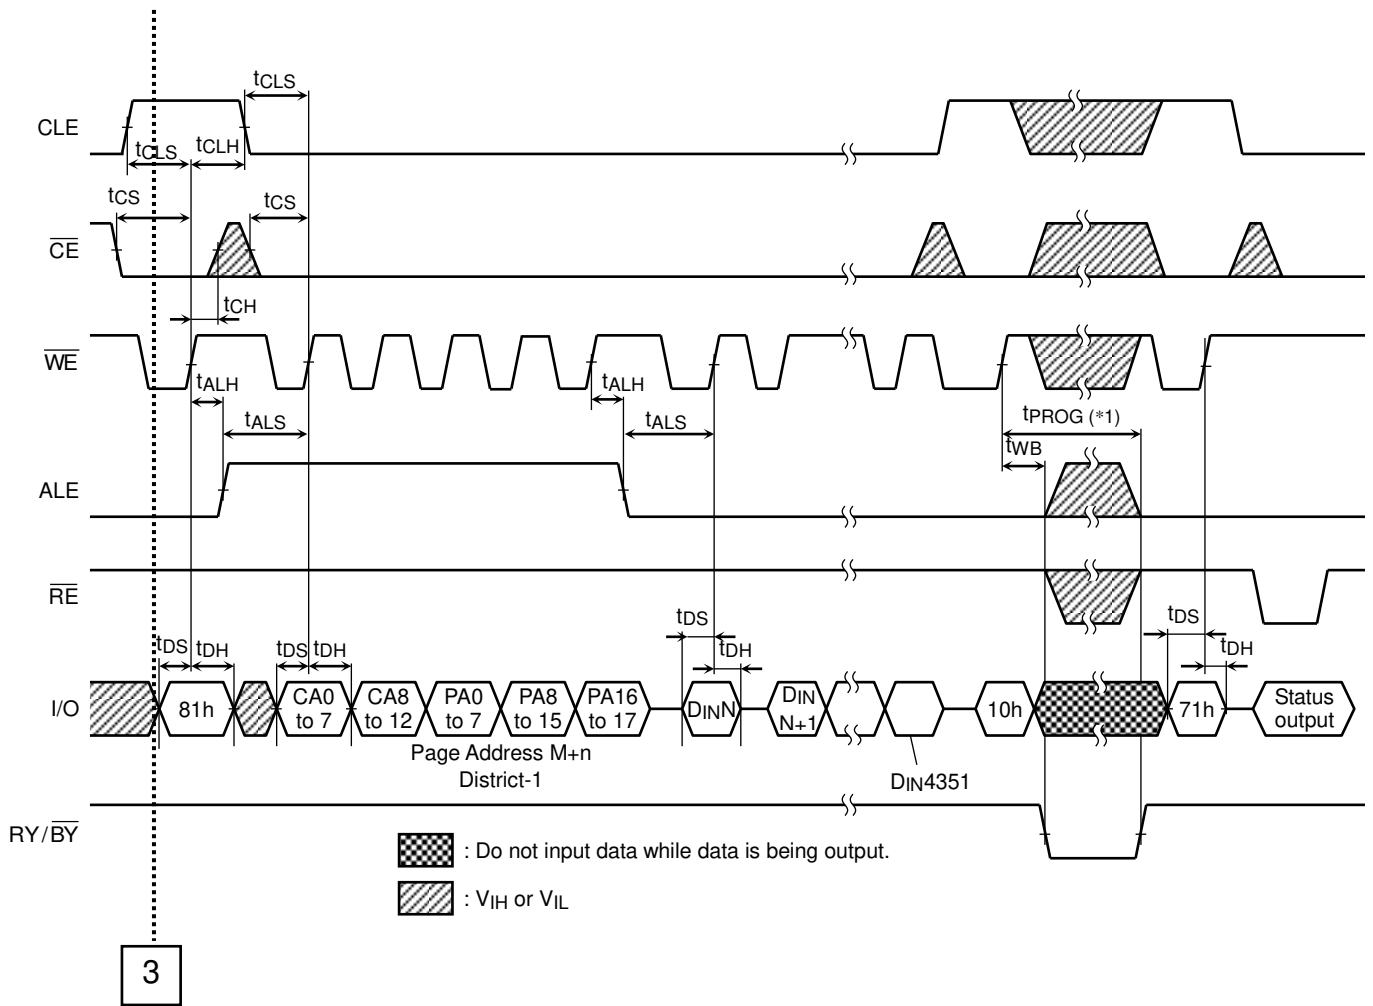 tCLS
CLE
tCLS tCLH
tCS tCS
CE
tCH
WE
tALH tALH
tALS tALS tPROG (*1)
tWB
ALE
RE
tDS tDH tDS tDH tDS tDH tDS tDH
I/O 81h CA0 to 7 CA8 to 12 PA0 to 7 PA8 to 15 PA16 to 17 DINN DIN N+1 10h 71h Status output
Page Address M+n
District-1
DIN4351
RY/BY
: Do not input data while data is being output.
: VIH or VIL
3